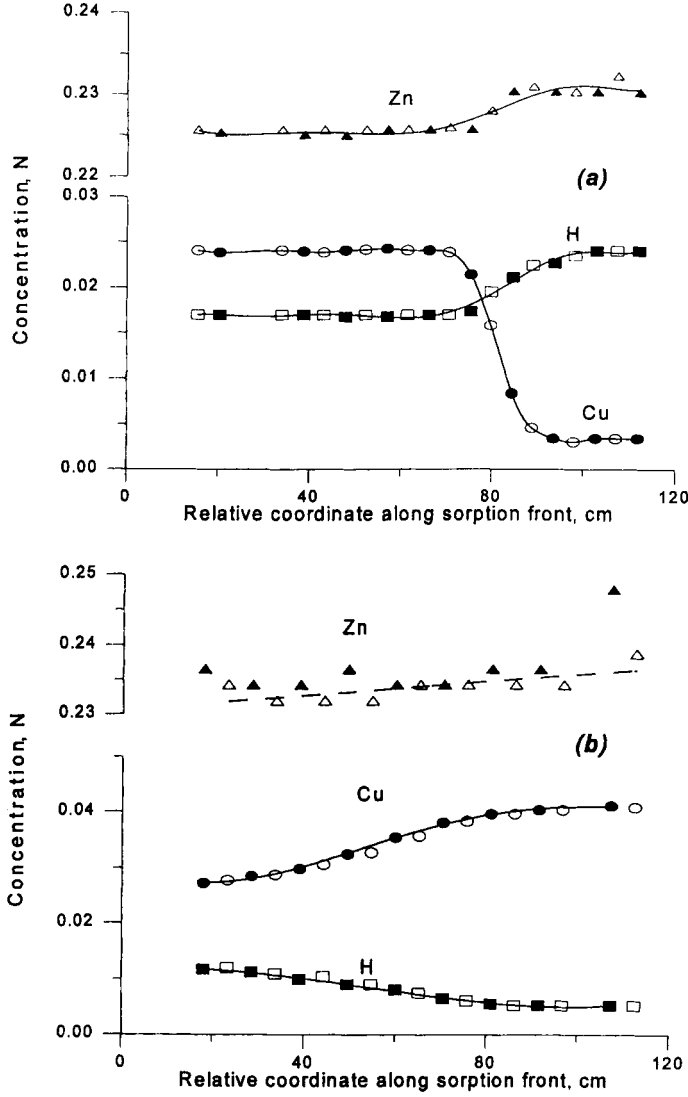 0.24
Zn
0.23
0.22
(a)
0.03
H
0.02
0.01
Cu
0.00
Concentration, N
0
40
80
120
Relative coordinate along sorption front, cm
0.25
Zn
0.24
0.23
(b)
Cu
0.04
0.02
H
0.00
Concentration, N
0
40
80
120
Relative coordinate along sorption front, cm